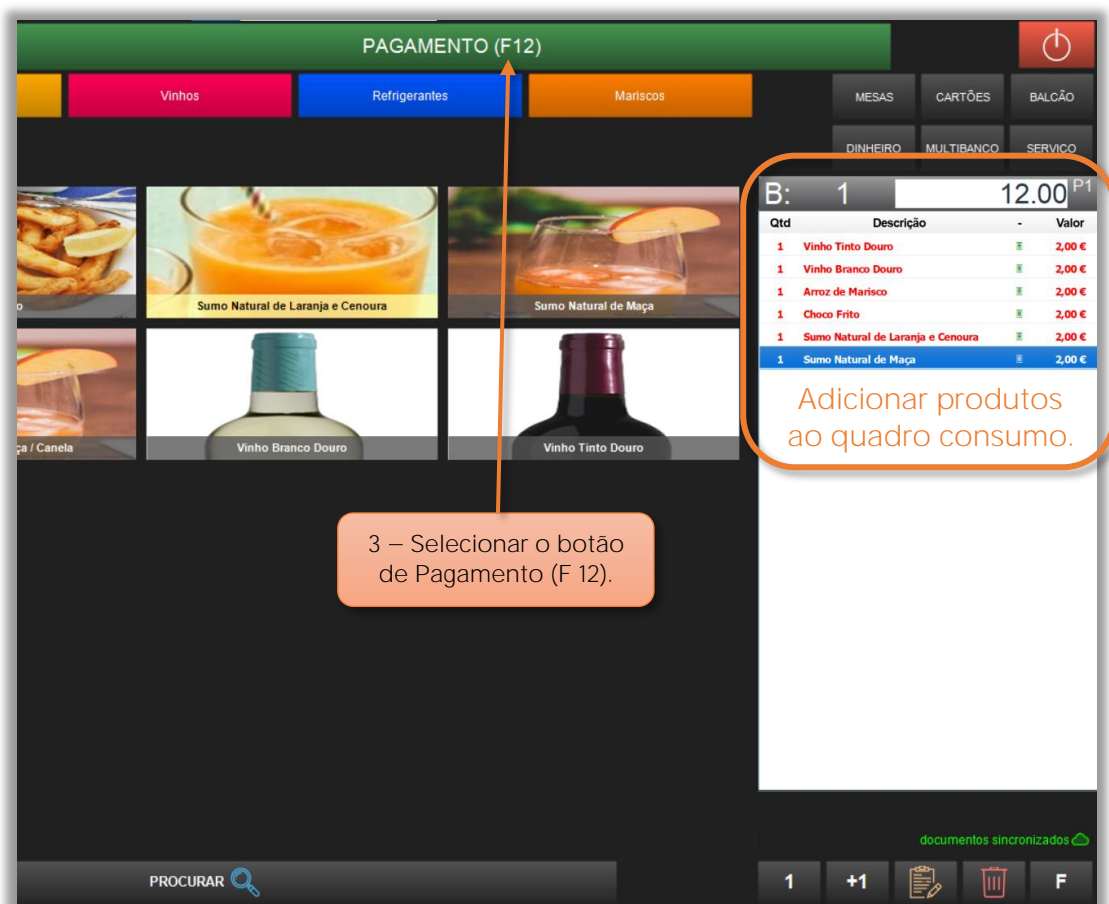 PAGAMENTO (F12)
Vinhos
Refrigerantes
Mariscos
MESAS
CARTÕES
BALCÃO
DINHEIRO
MULTIBANCO
SERVIÇO
B: 1 12.00 P1
Qtd Descrição - Valor
1 Vinho Tinto Douro 2,00 €
1 Vinho Branco Douro 2,00 €
1 Arroz de Marisco 2,00 €
1 Choco Frito 2,00 €
1 Sumo Natural de Laranja e Cenoura 2,00 €
1 Sumo Natural de Maça 2,00 €
Adicionar produtos
ao quadro consumo.
o
Sumo Natural de Laranja e Cenoura
Sumo Natural de Maça
ça / Canela
Vinho Branco Douro
Vinho Tinto Douro
3 – Selecionar o botão
de Pagamento (F 12).
documentos sincronizados
PROCURAR
1
+1
F